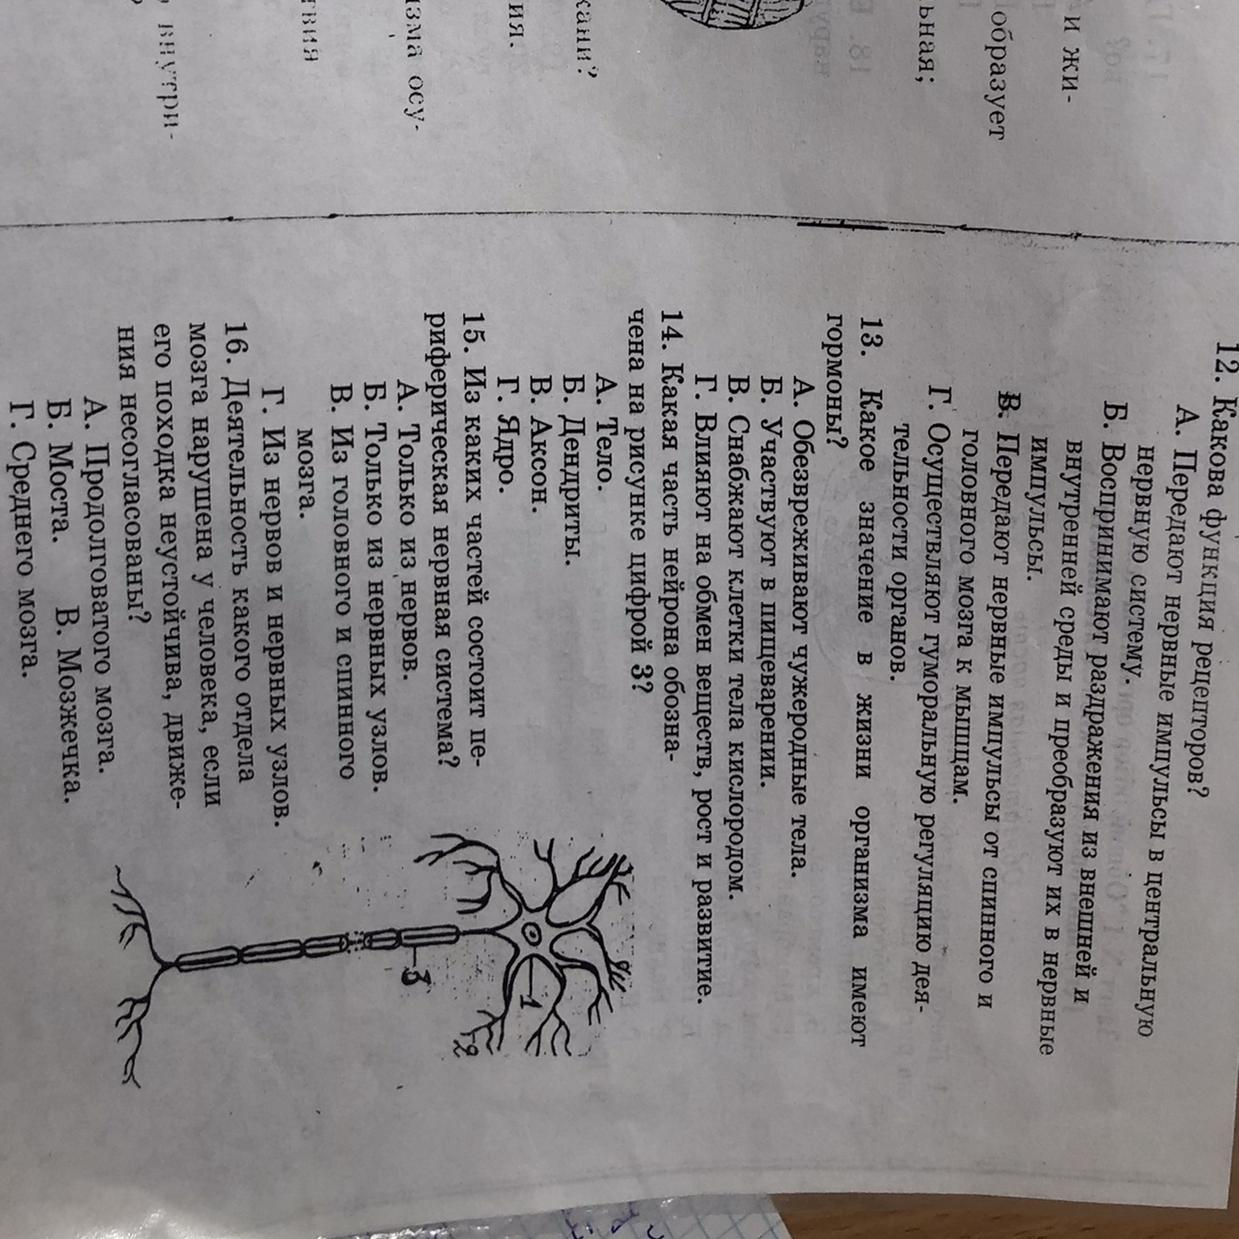 и жи-
образует
ьная;
ия.
кани?
изма осу-
твия
внутри-
12. Какова функция рецепторов?
А. Передают нервные импульсы в центральную
нервную систему.
Б. Воспринимают раздражения из внешней и
внутренней среды и преобразуют их в нервные
импульсы.
В. Передают нервные импульсы от спинного и
головного мозга к мышцам.
Г. Осуществляют гуморальную регуляцию дея-
тельности органов.
13. Какое значение в жизни организма имеют
гормоны?
А. Обезвреживают чужеродные тела.
Б. Участвуют в пищеварении.
В. Снабжают клетки тела кислородом.
Г. Влияют на обмен веществ, рост и развитие.
14. Какая часть нейрона обозна-
чена на рисунке цифрой 3?
А. Тело.
Б. Дендриты.
В. Аксон.
Г. Ядро.
15. Из каких частей состоит пе-
риферическая нервная система?
А. Только из нервов.
Б. Только из нервных узлов.
В. Из головного и спинного
мозга.
Г. Из нервов и нервных узлов.
16. Деятельность какого отдела
мозга нарушена у человека, если
его походка неустойчива, движе-
ния несогласованы?
А. Продолговатого мозга.
Б. Моста. В. Мозжечка.
Г. Среднего мозга.
1
2
3